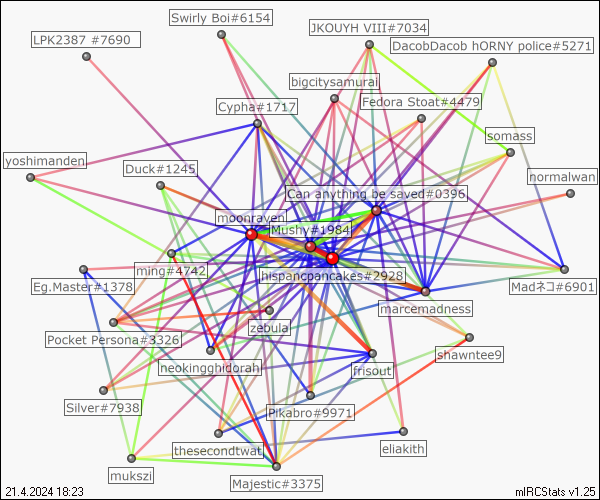 Swirly Boi#6154
JKOUYH VIII#7034
LPK2387 #7690
DacobDacob hORNY police#5271
bigcitysamurai
Cypha#1717
Fedora Stoat#4479
somass
yoshimanden
Duck#1245
normalwan
Can anything be saved#0396
moonraven
Mushy#1984
ming#4742
hispancpancakes#2928
Eg.Master#1378
Madネコ#6901
marcemadness
zebulai
Pocket Persona#3326
shawntee9
neokingghidorah
frisout
Silver#7938
Pikabro#9971
thesecondtwat
eliakith
mukszi
Majestic#3375
21.4.2024 18:23
mIRCStats v1.25